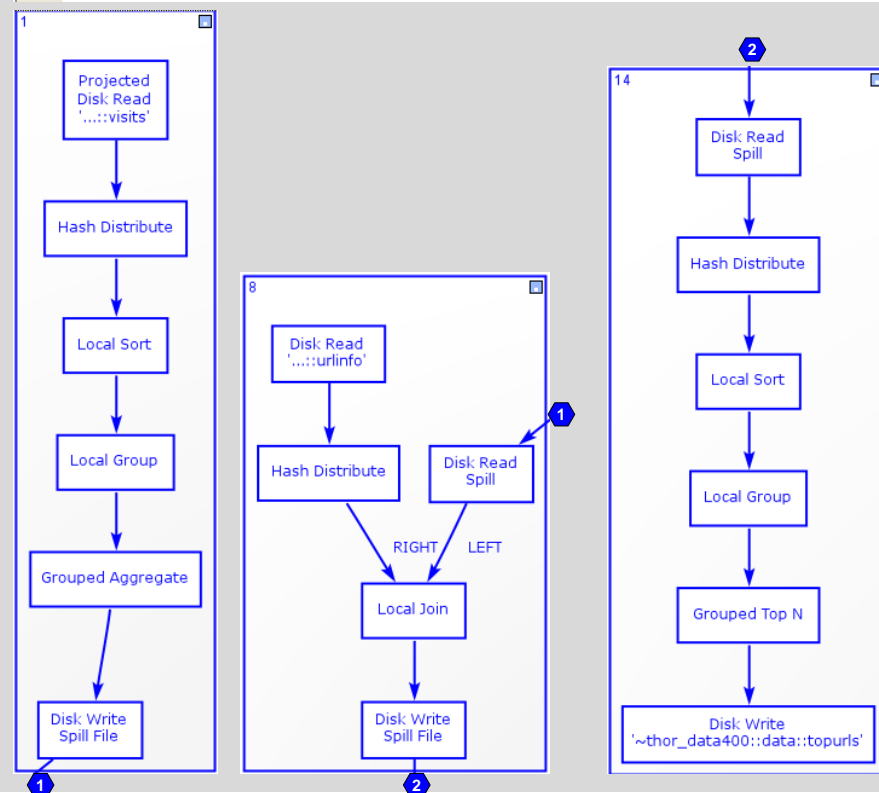 1
Projected
Disk Read
'...::visits'
Hash Distribute
Local Sort
Local Group
Grouped Aggregate
Disk Write
Spill File
1
8
Disk Read
'...::urlinfo'
1
Hash Distribute
Disk Read
Spill
RIGHT
LEFT
Local Join
Disk Write
Spill File
2
2
14
Disk Read
Spill
Hash Distribute
Local Sort
Local Group
Grouped Top N
Disk Write
'~thor_data400::data::topurls'